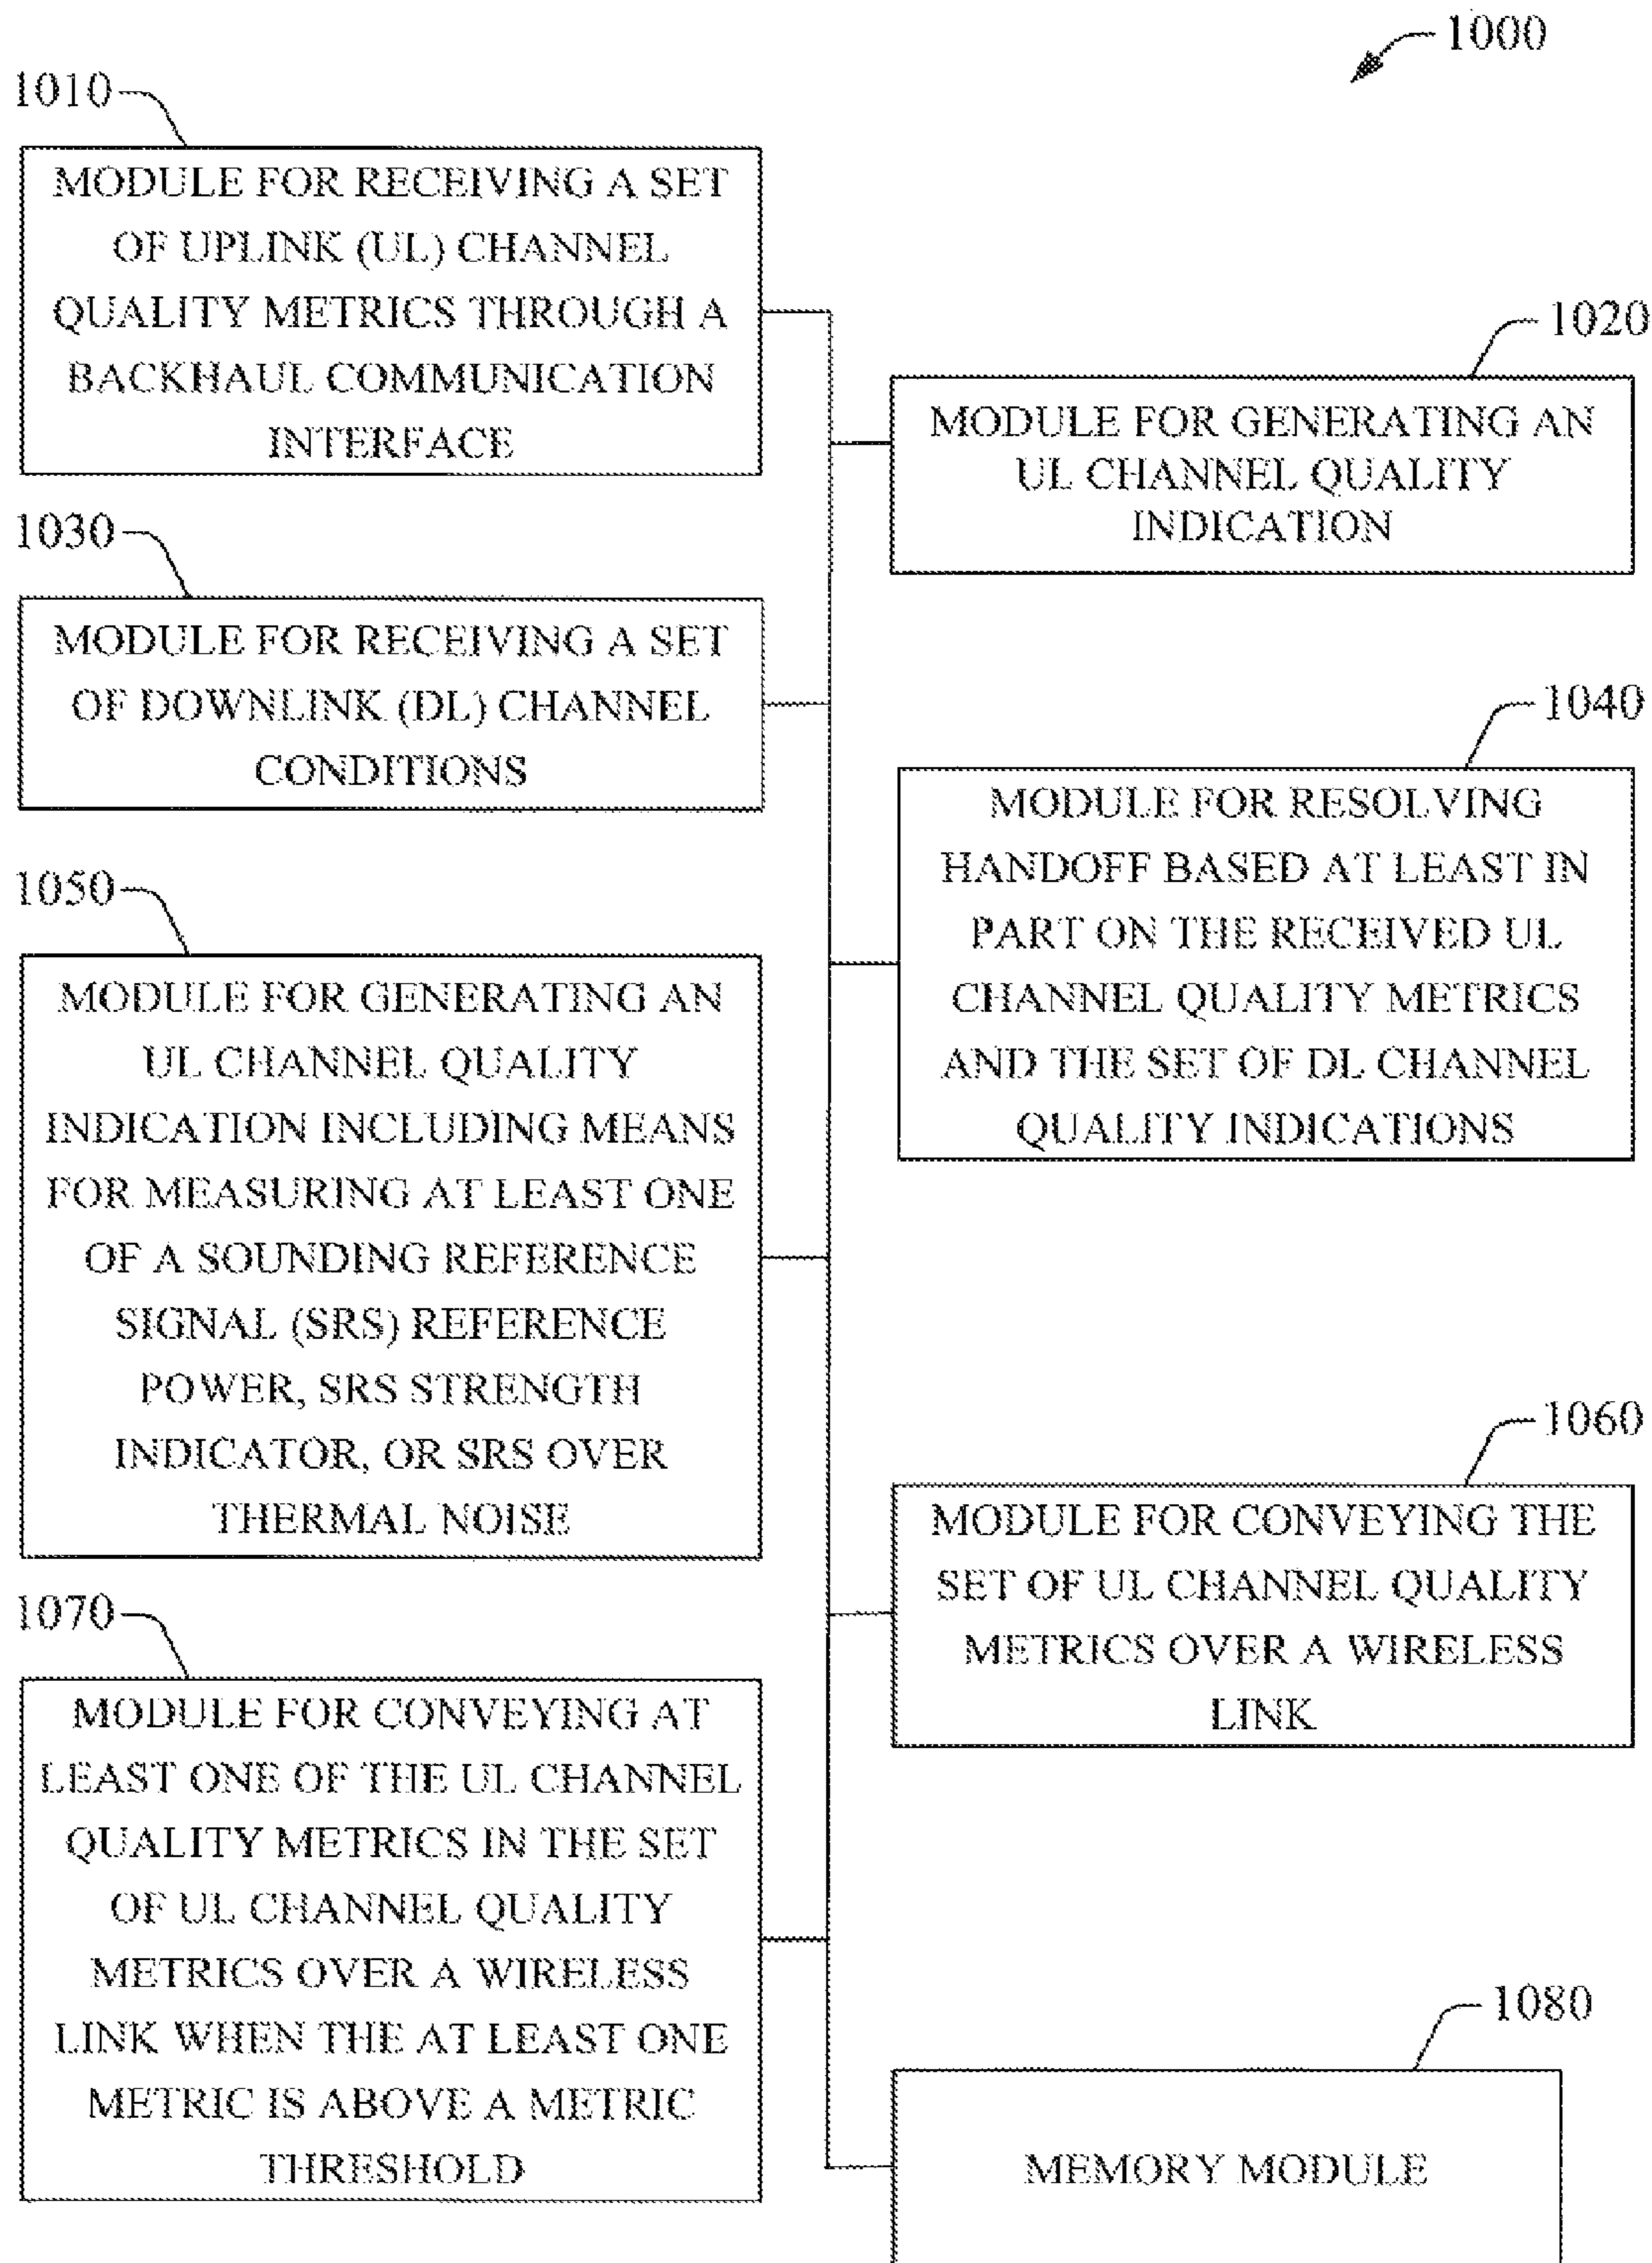 1000
1010
MODULE FOR RECEIVING A SET
OF UPLINK (UL) CHANNEL
QUALITY METRICS THROUGH A
BACKHAUL COMMUNICATION
INTERFACE
1020
MODULE FOR GENERATING AN
UL CHANNEL QUALITY
INDICATION
1030
MODULE FOR RECEIVING A SET
OF DOWNLINK (DL) CHANNEL
CONDITIONS
1040
MODULE FOR RESOLVING
HANDOFF BASED AT LEAST IN
PART ON THE RECEIVED UL
CHANNEL QUALITY METRICS
AND THE SET OF DL CHANNEL
QUALITY INDICATIONS
1050
MODULE FOR GENERATING AN
UL CHANNEL QUALITY
INDICATION INCLUDING MEANS
FOR MEASURING AT LEAST ONE
OF A SOUNDING REFERENCE
SIGNAL (SRS) REFERENCE
POWER, SRS STRENGTH
INDICATOR, OR SRS OVER
THERMAL NOISE
1060
MODULE FOR CONVEYING THE
SET OF UL CHANNEL QUALITY
METRICS OVER A WIRELESS
LINK
1070
MODULE FOR CONVEYING AT
LEAST ONE OF THE UL CHANNEL
QUALITY METRICS IN THE SET
OF UL CHANNEL QUALITY
METRICS OVER A WIRELESS
LINK WHEN THE AT LEAST ONE
METRIC IS ABOVE A METRIC
THRESHOLD
1080
MEMORY MODULE